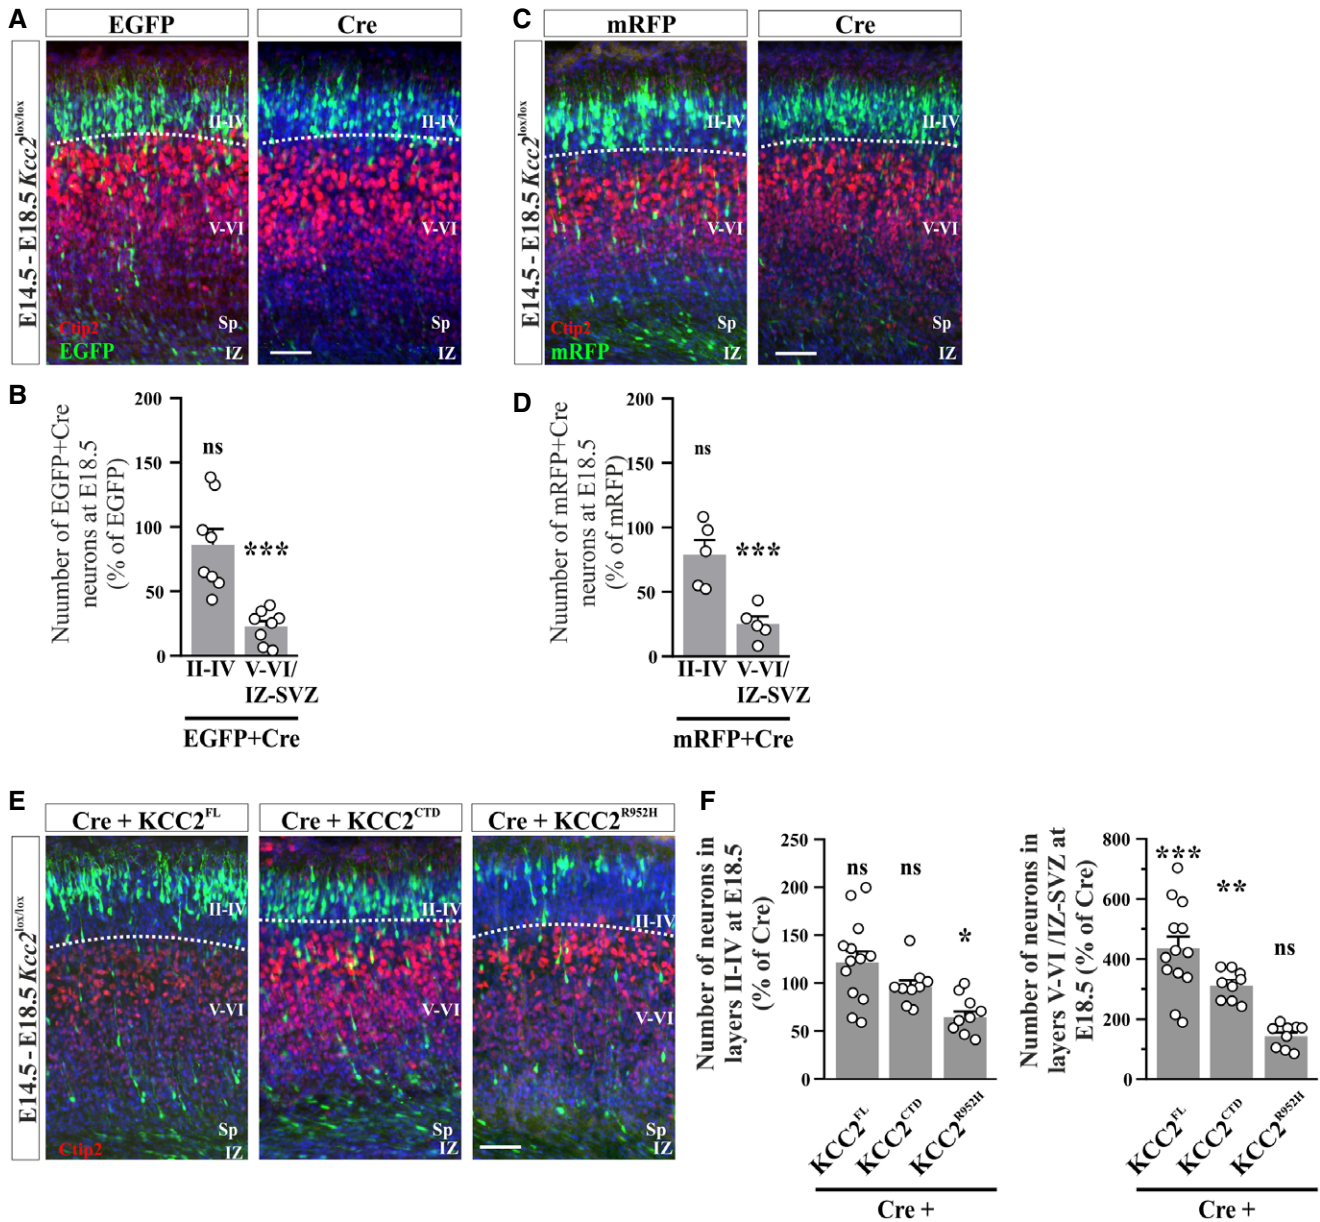 A
EGFP
Cre
E14.5 - E18.5 Kcc2lox/lox
II-IV
V-VI
Sp
IZ
Ctip2
EGFP
II-IV
V-VI
Sp
IZ
C
mRFP
Cre
E14.5 - E18.5 Kcc2lox/lox
II-IV
V-VI
Sp
IZ
Ctip2
mRFP
II-IV
V-VI
Sp
IZ
B
Nuumber of EGFP+Cre
neurons at E18.5
(% of EGFP)
200
150
100
50
0
ns
***
II-IV
V-VI/
IZ-SVZ
EGFP+Cre
D
Nuumber of mRFP+Cre
neurons at E18.5
(% of mRFP)
200
150
100
50
0
ns
***
II-IV
V-VI/
IZ-SVZ
mRFP+Cre
E
Cre + KCC2FL
Cre + KCC2CTD
Cre + KCC2R952H
E14.5 - E18.5 Kcc2lox/lox
II-IV
V-VI
Sp
IZ
Ctip2
II-IV
V-VI
Sp
IZ
II-IV
V-VI
Sp
IZ
F
Number of neurons in
layers II-IV at E18.5
(% of Cre)
250
200
150
100
50
0
ns
ns
*
KCC2FL
KCC2CTD
KCC2R952H
Cre +
Number of neurons in
layers V-VI /IZ-SVZ at
E18.5 (% of Cre)
800
600
400
200
0
***
**
ns
KCC2FL
KCC2CTD
KCC2R952H
Cre +